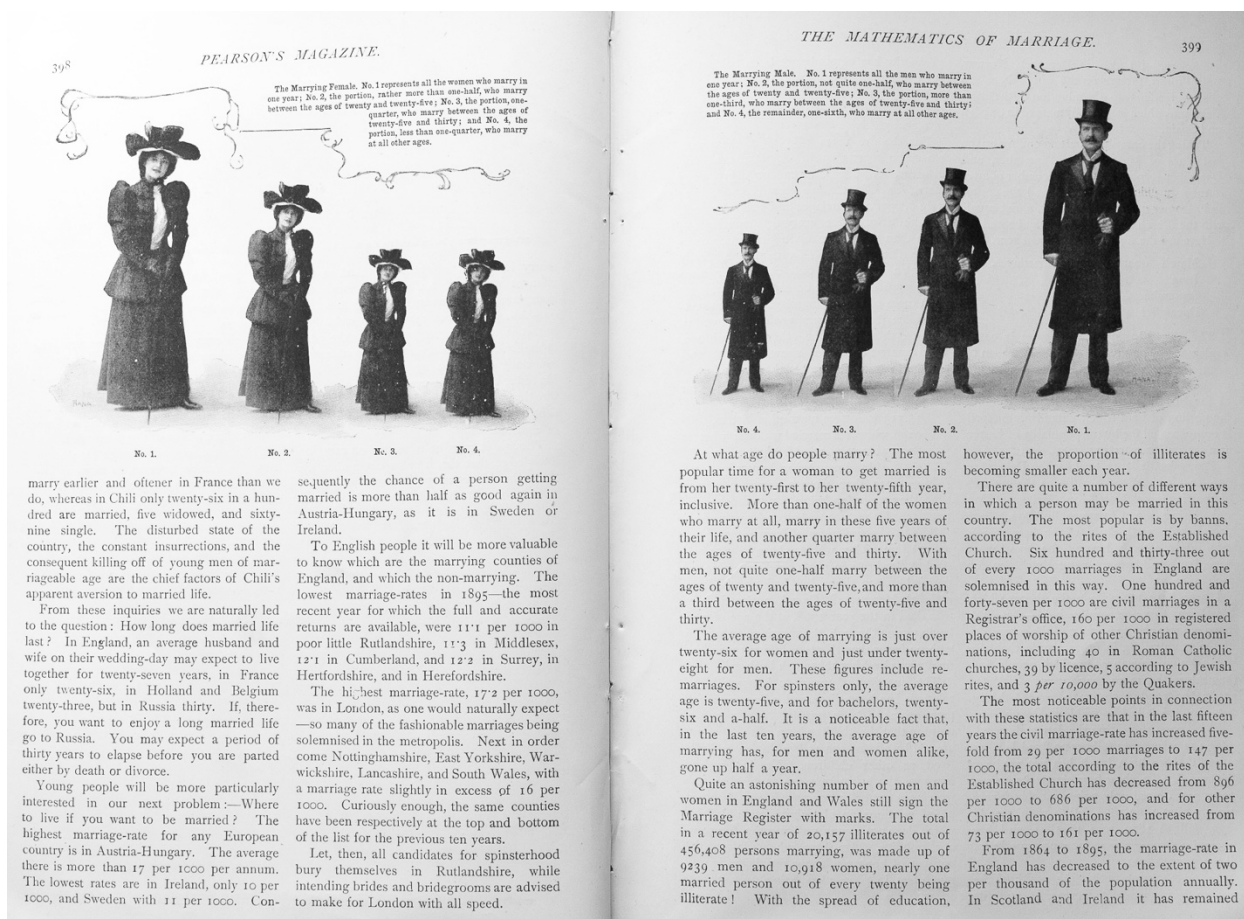 398
PEARSON'S MAGAZINE.
The Marrying Female. No. 1 represents all the women who marry in
one year; No. 2, the portion, rather more than one-half, who marry
between the ages of twenty and twenty-five; No. 3, the portion, one-
quarter, who marry between the ages of
twenty-five and thirty; and No. 4, the
portion, less than one-quarter, who marry
at all other ages.
No. 1.
No. 2.
No. 3.
No. 4.
marry earlier and oftener in France than we
do, whereas in Chili only twenty-six in a hun-
dred are married, five widowed, and sixty-
nine single. The disturbed state of the
country, the constant insurrections, and the
consequent killing off of young men of mar-
riageable age are the chief factors of Chili's
apparent aversion to married life.
From these inquiries we are naturally led
to the question: How long does married life
last? In England, an average husband and
wife on their wedding-day may expect to live
together for twenty-seven years, in France
only twenty-six, in Holland and Belgium
twenty-three, but in Russia thirty. If, there-
fore, you want to enjoy a long married life
go to Russia. You may expect a period of
thirty years to elapse before you are parted
either by death or divorce.
Young people will be more particularly
interested in our next problem:—Where
to live if you want to be married? The
highest marriage-rate for any European
country is in Austria-Hungary. The average
there is more than 17 per 1000 per annum.
The lowest rates are in Ireland, only 10 per
1000, and Sweden with 11 per 1000. Con-
sequently the chance of a person getting
married is more than half as good again in
Austria-Hungary, as it is in Sweden or
Ireland.
To English people it will be more valuable
to know which are the marrying counties of
England, and which the non-marrying. The
lowest marriage-rates in 1895—the most
recent year for which the full and accurate
returns are available, were 11·1 per 1000 in
poor little Rutlandshire, 11·3 in Middlesex,
12·1 in Cumberland, and 12·2 in Surrey, in
Hertfordshire, and in Herefordshire.
The highest marriage-rate, 17·2 per 1000,
was in London, as one would naturally expect
—so many of the fashionable marriages being
solemnised in the metropolis. Next in order
come Nottinghamshire, East Yorkshire, War-
wickshire, Lancashire, and South Wales, with
a marriage rate slightly in excess of 16 per
1000. Curiously enough, the same counties
have been respectively at the top and bottom
of the list for the previous ten years.
Let, then, all candidates for spinsterhood
bury themselves in Rutlandshire, while
intending brides and bridegrooms are advised
to make for London with all speed.
THE MATHEMATICS OF MARRIAGE.
399
The Marrying Male. No. 1 represents all the men who marry in
one year; No. 2, the portion, not quite one-half, who marry between
the ages of twenty and twenty-five; No. 3, the portion, more than
one-third, who marry between the ages of twenty-five and thirty;
and No. 4, the remainder, one-sixth, who marry at all other ages.
No. 4.
No. 3.
No. 2.
No. 1.
At what age do people marry? The most
popular time for a woman to get married is
from her twenty-first to her twenty-fifth year,
inclusive. More than one-half of the women
who marry at all, marry in these five years of
their life, and another quarter marry between
the ages of twenty-five and thirty. With
men, not quite one-half marry between the
ages of twenty and twenty-five, and more than
a third between the ages of twenty-five and
thirty.
The average age of marrying is just over
twenty-six for women and just under twenty-
eight for men. These figures include re-
marriages. For spinsters only, the average
age is twenty-five, and for bachelors, twenty-
six and a-half. It is a noticeable fact that,
in the last ten years, the average age of
marrying has, for men and women alike,
gone up half a year.
Quite an astonishing number of men and
women in England and Wales still sign the
Marriage Register with marks. The total
in a recent year of 20,157 illiterates out of
456,408 persons marrying, was made up of
9239 men and 10,918 women, nearly one
married person out of every twenty being
illiterate! With the spread of education,
however, the proportion of illiterates is
becoming smaller each year.
There are quite a number of different ways
in which a person may be married in this
country. The most popular is by banns,
according to the rites of the Established
Church. Six hundred and thirty-three out
of every 1000 marriages in England are
solemnised in this way. One hundred and
forty-seven per 1000 are civil marriages in a
Registrar's office, 160 per 1000 in registered
places of worship of other Christian denomi-
nations, including 40 in Roman Catholic
churches, 39 by licence, 5 according to Jewish
rites, and 3 per 10,000 by the Quakers.
The most noticeable points in connection
with these statistics are that in the last fifteen
years the civil marriage-rate has increased five-
fold from 29 per 1000 marriages to 147 per
1000, the total according to the rites of the
Established Church has decreased from 896
per 1000 to 686 per 1000, and for other
Christian denominations has increased from
73 per 1000 to 161 per 1000.
From 1864 to 1895, the marriage-rate in
England has decreased to the extent of two
per thousand of the population annually.
In Scotland and Ireland it has remained